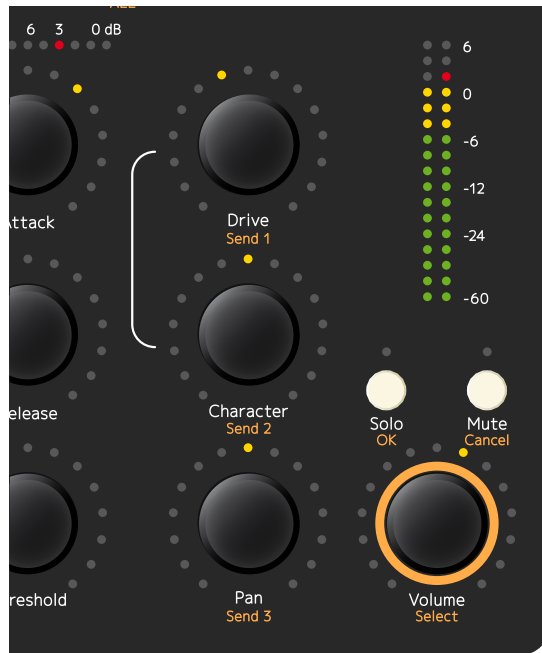 6 3 0 dB
6
0
-6
-12
-24
-60
ttack
Drive
Send 1
elease
Character
Send 2
Solo
OK
Mute
Cancel
reshold
Pan
Send 3
Volume
Select